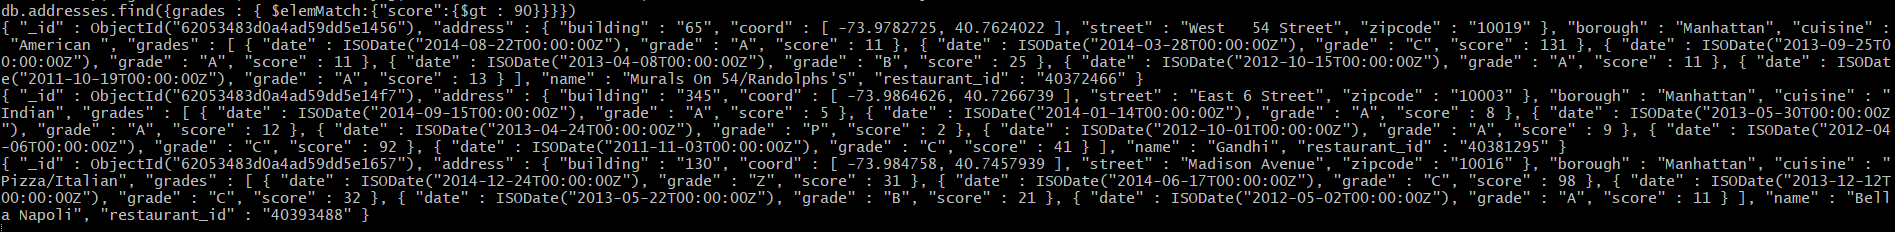 db.addresses.find({grades : { $elemMatch:{"score":{$gt : 90}}}})
{ "_id" : ObjectId("62053483d0a4ad59dd5e1456"), "address" : { "building" : "65", "coord" : [ -73.9782725, 40.7624022 ], "street" : "West   54 Street", "zipcode" : "10019" }, "borough" : "Manhattan", "cuisine" :
 "American ", "grades" : [ { "date" : ISODate("2014-08-22T00:00:00Z"), "grade" : "A", "score" : 11 }, { "date" : ISODate("2014-03-28T00:00:00Z"), "grade" : "C", "score" : 131 }, { "date" : ISODate("2013-09-25T0
0:00:00Z"), "grade" : "A", "score" : 11 }, { "date" : ISODate("2013-04-08T00:00:00Z"), "grade" : "B", "score" : 25 }, { "date" : ISODate("2012-10-15T00:00:00Z"), "grade" : "A", "score" : 11 }, { "date" : ISODat
e("2011-10-19T00:00:00Z"), "grade" : "A", "score" : 13 } ], "name" : "Murals On 54/Randolphs'S", "restaurant_id" : "40372466" }
{ "_id" : ObjectId("62053483d0a4ad59dd5e14f7"), "address" : { "building" : "345", "coord" : [ -73.9864626, 40.7266739 ], "street" : "East 6 Street", "zipcode" : "10003" }, "borough" : "Manhattan", "cuisine" : "
Indian", "grades" : [ { "date" : ISODate("2014-09-15T00:00:00Z"), "grade" : "A", "score" : 5 }, { "date" : ISODate("2014-01-14T00:00:00Z"), "grade" : "A", "score" : 8 }, { "date" : ISODate("2013-05-30T00:00:00Z
"), "grade" : "A", "score" : 12 }, { "date" : ISODate("2013-04-24T00:00:00Z"), "grade" : "P", "score" : 2 }, { "date" : ISODate("2012-10-01T00:00:00Z"), "grade" : "A", "score" : 9 }, { "date" : ISODate("2012-04
-06T00:00:00Z"), "grade" : "C", "score" : 92 }, { "date" : ISODate("2011-11-03T00:00:00Z"), "grade" : "C", "score" : 41 } ], "name" : "Gandhi", "restaurant_id" : "40381295" }
{ "_id" : ObjectId("62053483d0a4ad59dd5e1657"), "address" : { "building" : "130", "coord" : [ -73.984758, 40.7457939 ], "street" : "Madison Avenue", "zipcode" : "10016" }, "borough" : "Manhattan", "cuisine" : "
Pizza/Italian", "grades" : [ { "date" : ISODate("2014-12-24T00:00:00Z"), "grade" : "Z", "score" : 31 }, { "date" : ISODate("2014-06-17T00:00:00Z"), "grade" : "C", "score" : 98 }, { "date" : ISODate("2013-12-12T
00:00:00Z"), "grade" : "C", "score" : 32 }, { "date" : ISODate("2013-05-22T00:00:00Z"), "grade" : "B", "score" : 21 }, { "date" : ISODate("2012-05-02T00:00:00Z"), "grade" : "A", "score" : 11 } ], "name" : "Bell
a Napoli", "restaurant_id" : "40393488" }